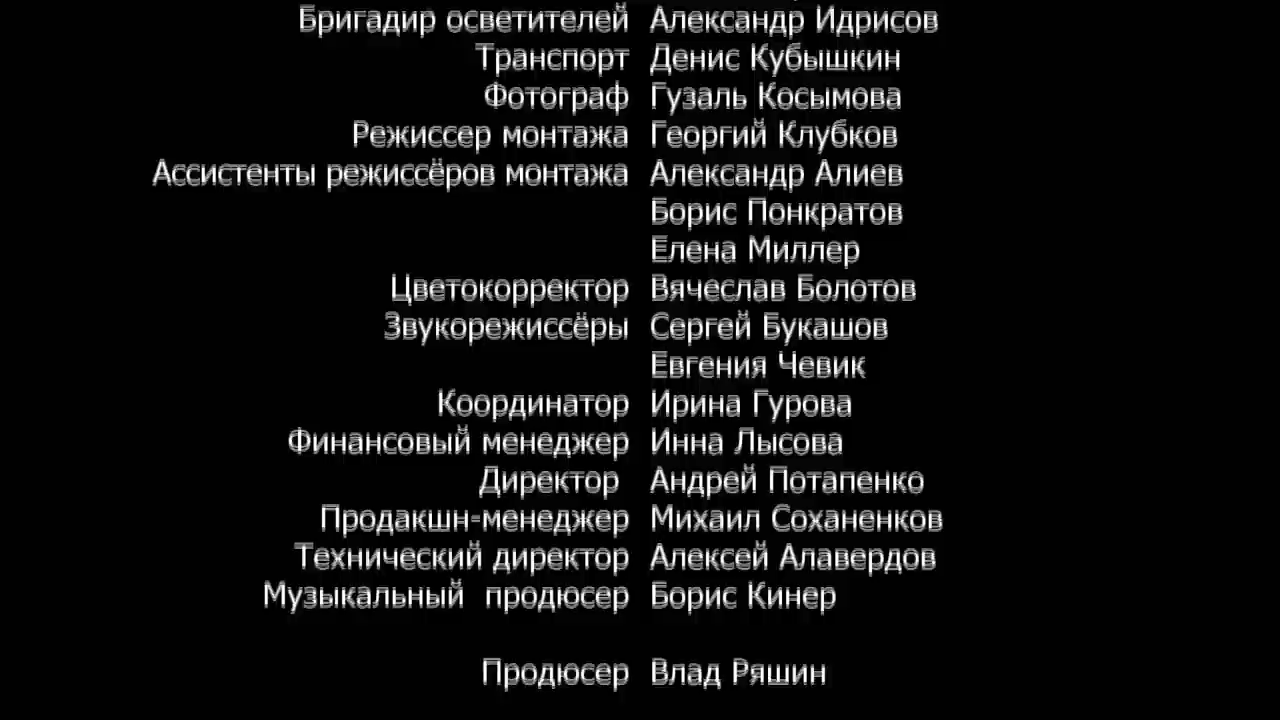 Бригадир осветителей Александр Идрисов
Транспорт Денис Кубышкин
Фотограф Гузаль Косымова
Режиссер монтажа Георгий Клубков
Ассистенты режиссёров монтажа Александр Алиев
Борис Понкратов
Елена Миллер
Цветокорректор Вячеслав Болотов
Звукорежиссёры Сергей Букашов
Евгения Чевик
Координатор Ирина Гурова
Финансовый менеджер Инна Лысова
Директор Андрей Потапенко
Продакшн-менеджер Михаил Соханенков
Технический директор Алексей Алавердов
Музыкальный продюсер Борис Кинер
Продюсер Влад Ряшин